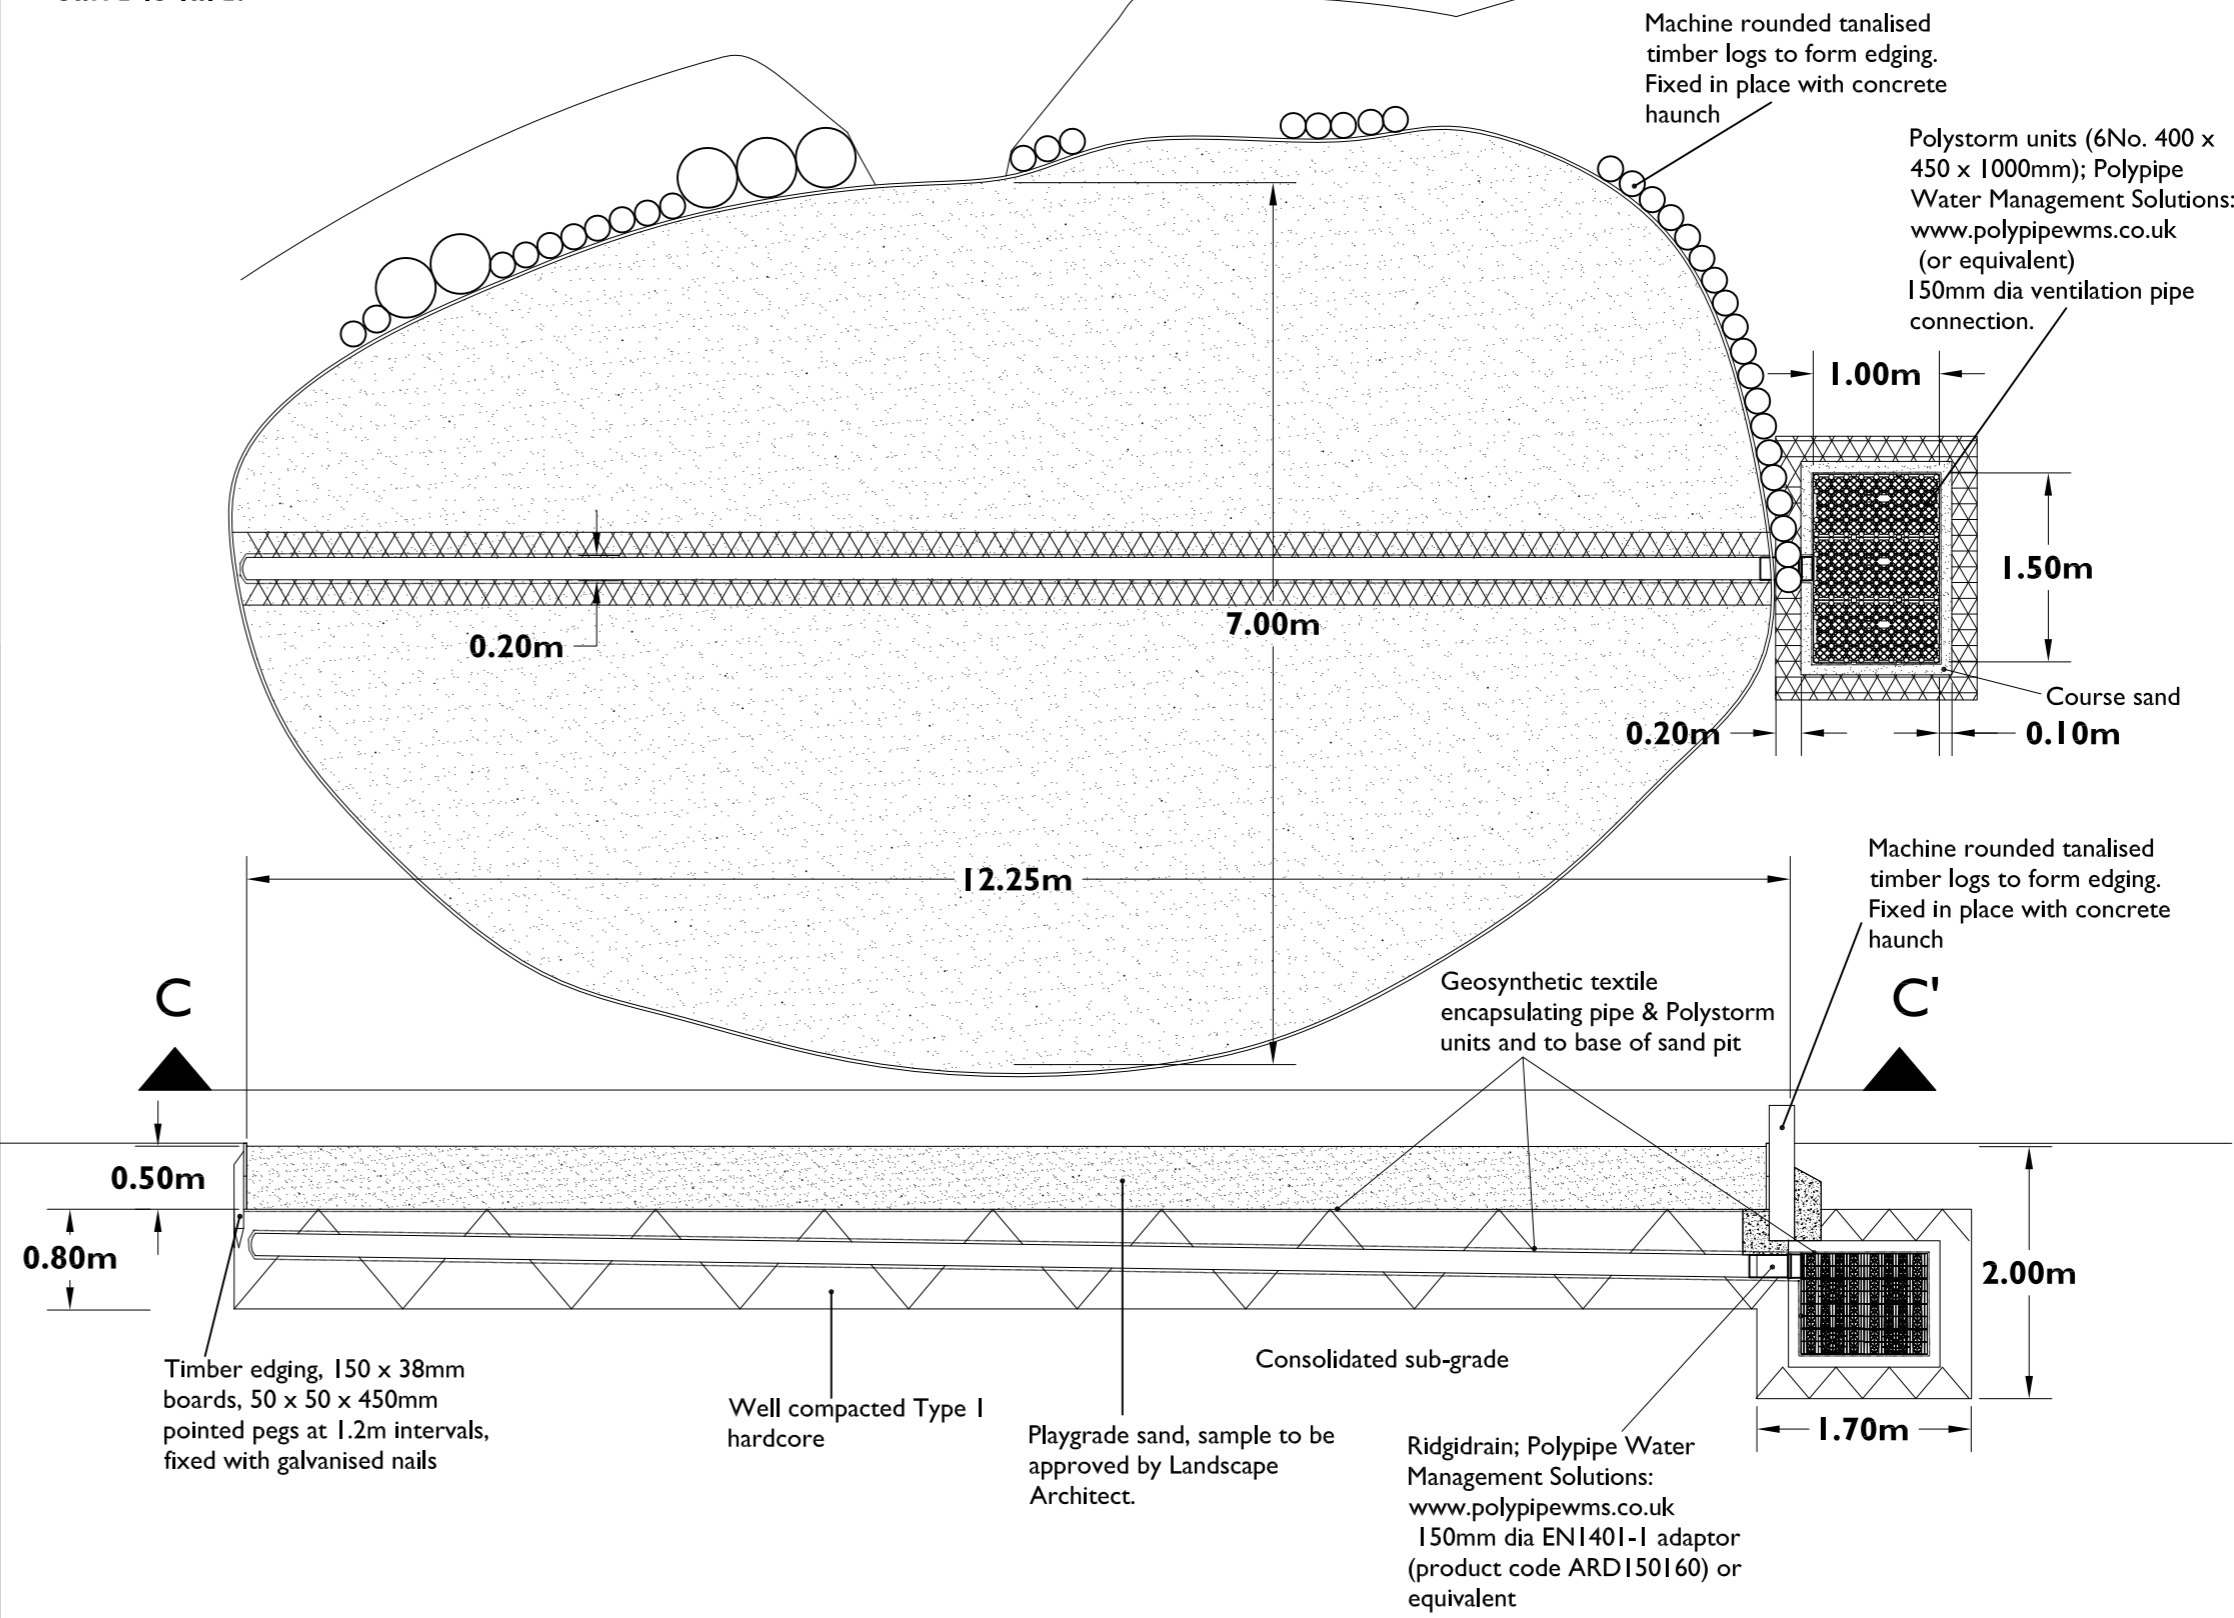 Machine rounded tanalised
timber logs to form edging.
Fixed in place with concrete
haunch
Polystorm units (6No. 400 x
450 x 1000mm); Polypipe
Water Management Solutions:
www.polypipewms.co.uk
(or equivalent)
150mm dia ventilation pipe
connection.
1.00m
1.50m
0.20m
7.00m
Course sand
0.20m
0.10m
12.25m
Machine rounded tanalised
timber logs to form edging.
Fixed in place with concrete
haunch
C
C'
Geosynthetic textile
encapsulating pipe & Polystorm
units and to base of sand pit
0.50m
0.80m
2.00m
Timber edging, 150 x 38mm
boards, 50 x 50 x 450mm
pointed pegs at 1.2m intervals,
fixed with galvanised nails
Well compacted Type 1
hardcore
Consolidated sub-grade
Playgrade sand, sample to be
approved by Landscape
Architect.
1.70m
Ridgidrain; Polypipe Water
Management Solutions:
www.polypipewms.co.uk
150mm dia EN1401-1 adaptor
(product code ARD150160) or
equivalent